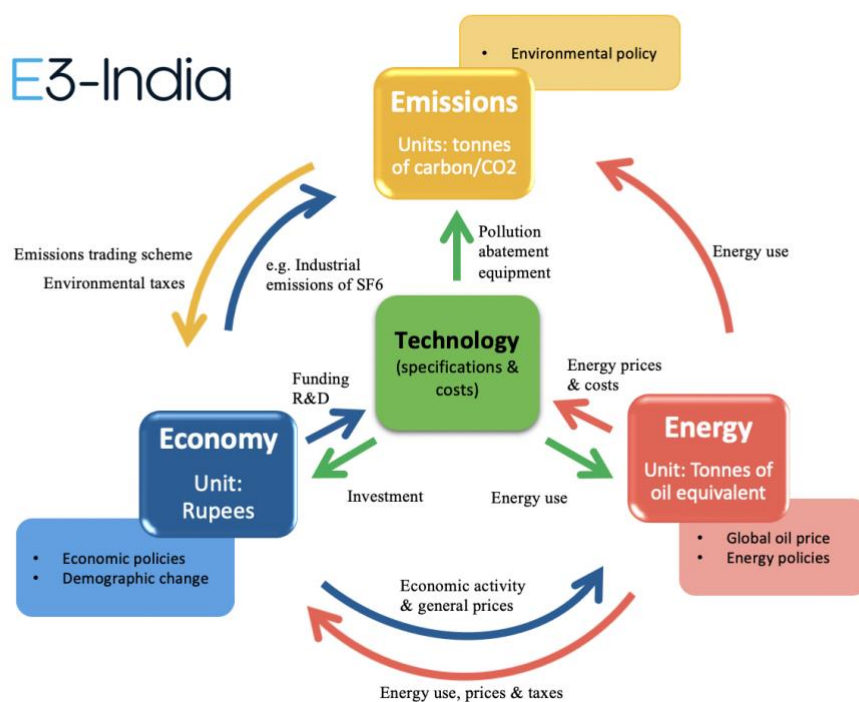 E3-India
• Environmental policy
Emissions
Units: tonnes
of carbon/CO2
Emissions trading scheme
Environmental taxes
e.g. Industrial
emissions of SF6
Pollution
abatement
equipment
Energy use
Technology
(specifications &
costs)
Funding
R&D
Energy prices
& costs
Economy
Unit:
Rupees
Investment
Energy use
Energy
Unit: Tonnes of
oil equivalent
• Economic policies
• Demographic change
• Global oil price
• Energy policies
Economic activity
& general prices
Energy use, prices & taxes